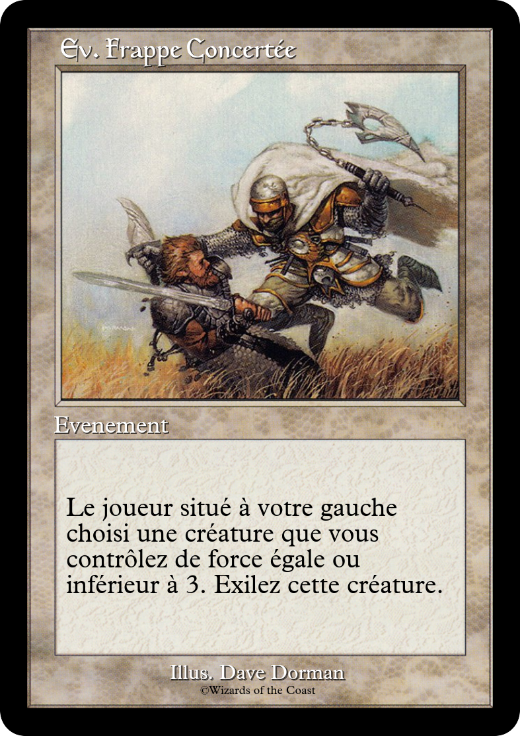 Ev. Frappe Concertée
Evenement
Le joueur situé à votre gauche
choisi une créature que vous
contrôlez de force égale ou
inférieur à 3. Exilez cette créature.
Illus. Dave Dorman
©Wizards of the Coast